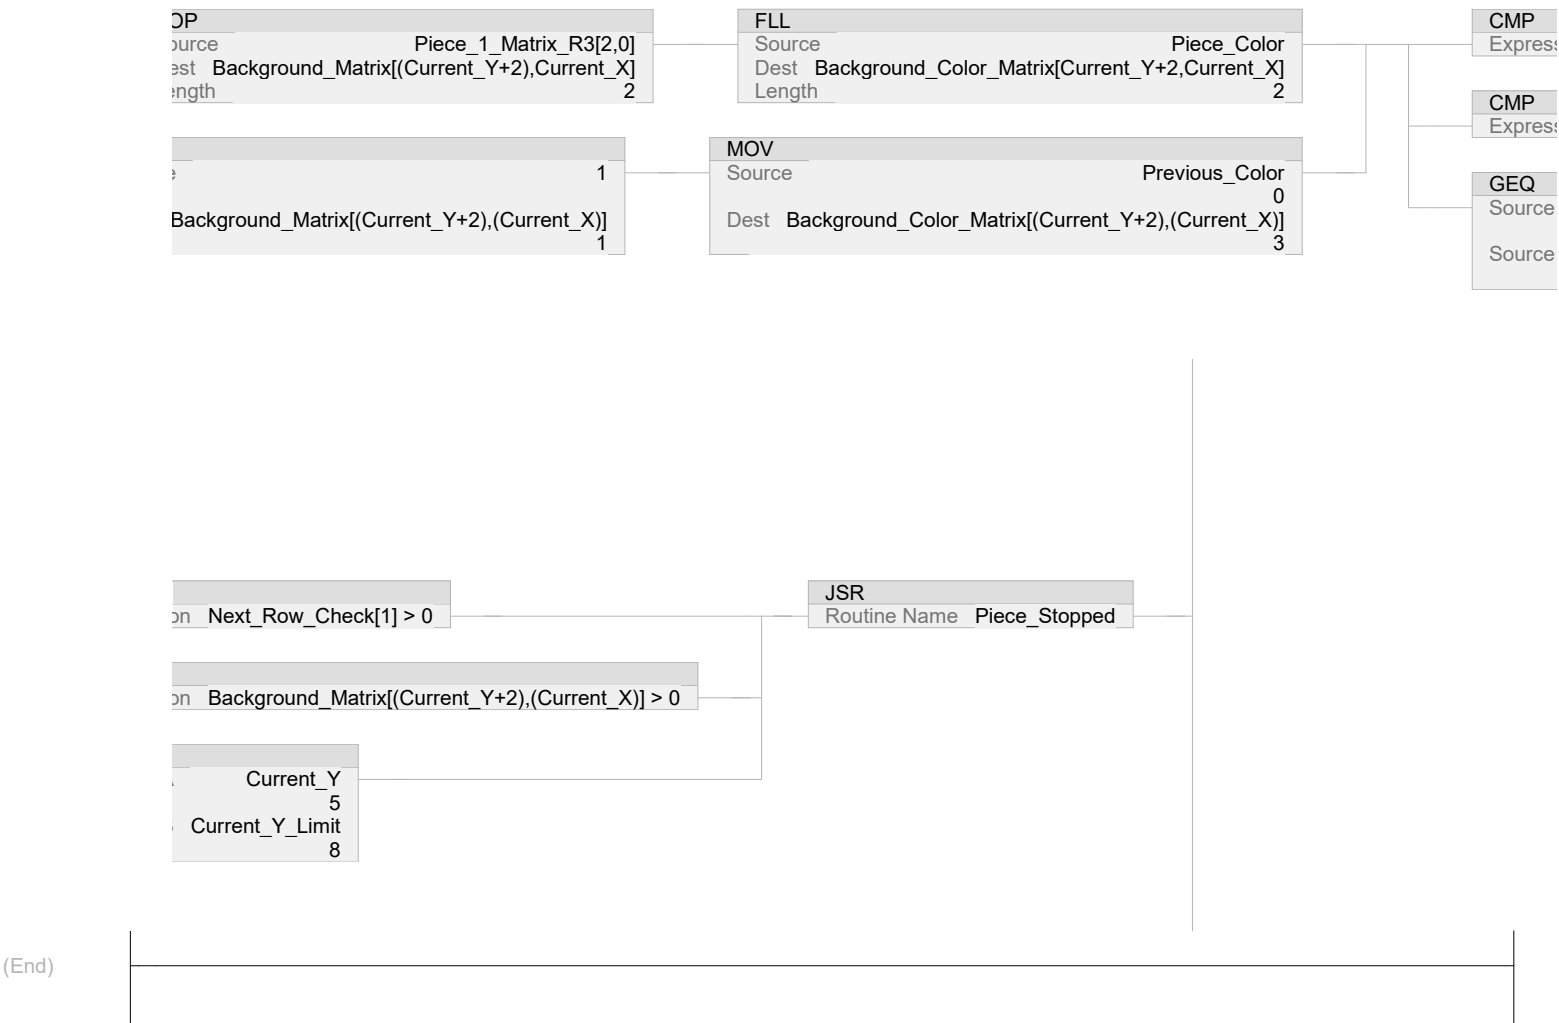 OP FLL CMP
ource Piece_1_Matrix_R3[2,0] Source Piece_Color Express
est Background_Matrix[(Current_Y+2),Current_X] Dest Background_Color_Matrix[Current_Y+2,Current_X]
ength 2 Length 2 CMP
Express
MOV
1 Source Previous_Color GEQ
0 Source
Background_Matrix[(Current_Y+2),(Current_X)] Dest Background_Color_Matrix[(Current_Y+2),(Current_X)]
1 3 Source
JSR
on Next_Row_Check[1] > 0 Routine Name Piece_Stopped
on Background_Matrix[(Current_Y+2),(Current_X)] > 0
Current_Y
5
Current_Y_Limit
8
(End)